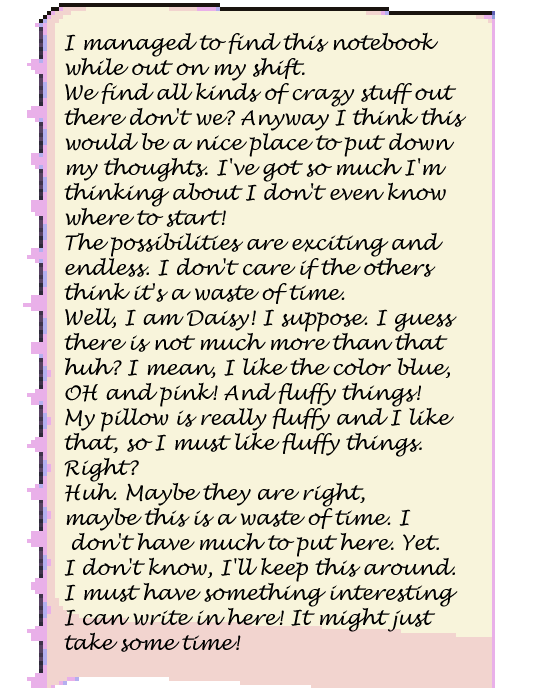 I managed to find this notebook
while out on my shift.
We find all kinds of crazy stuff out
there don't we? Anyway I think this
would be a nice place to put down
my thoughts. I've got so much I'm
thinking about I don't even know
where to start!
The possibilities are exciting and
endless. I don't care if the others
think it's a waste of time.
Well, I am Daisy! I suppose. I guess
there is not much more than that
huh? I mean, I like the color blue,
OH and pink! And fluffy things!
My pillow is really fluffy and I like
that, so I must like fluffy things.
Right?
Huh. Maybe they are right,
maybe this is a waste of time. I
don't have much to put here. Yet.
I don't know, I'll keep this around.
I must have something interesting
I can write in here! It might just
take some time!